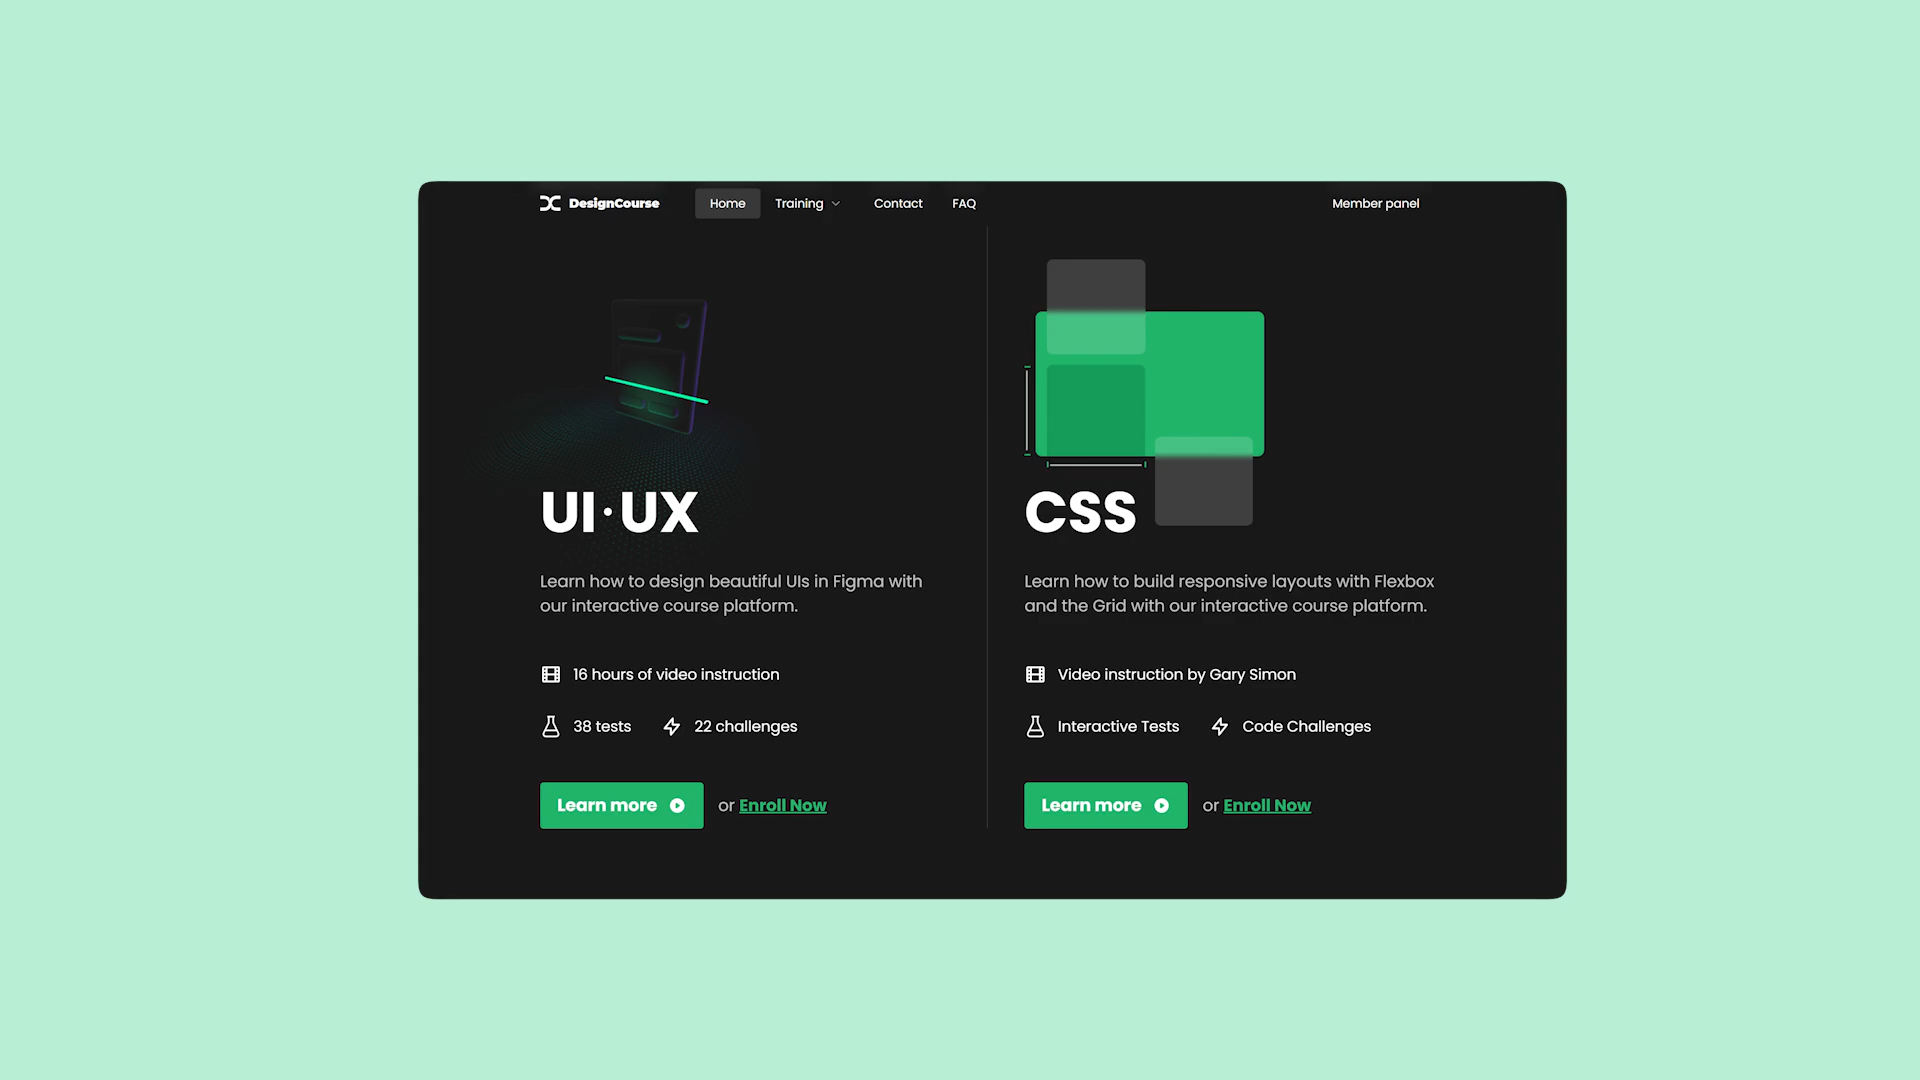 DesignCourse Home Training Contact FAQ Member panel
UI·UX
Learn how to design beautiful UIs in Figma with
our interactive course platform.
16 hours of video instruction
38 tests 22 challenges
Learn more or Enroll Now
CSS
Learn how to build responsive layouts with Flexbox
and the Grid with our interactive course platform.
Video instruction by Gary Simon
Interactive Tests Code Challenges
Learn more or Enroll Now